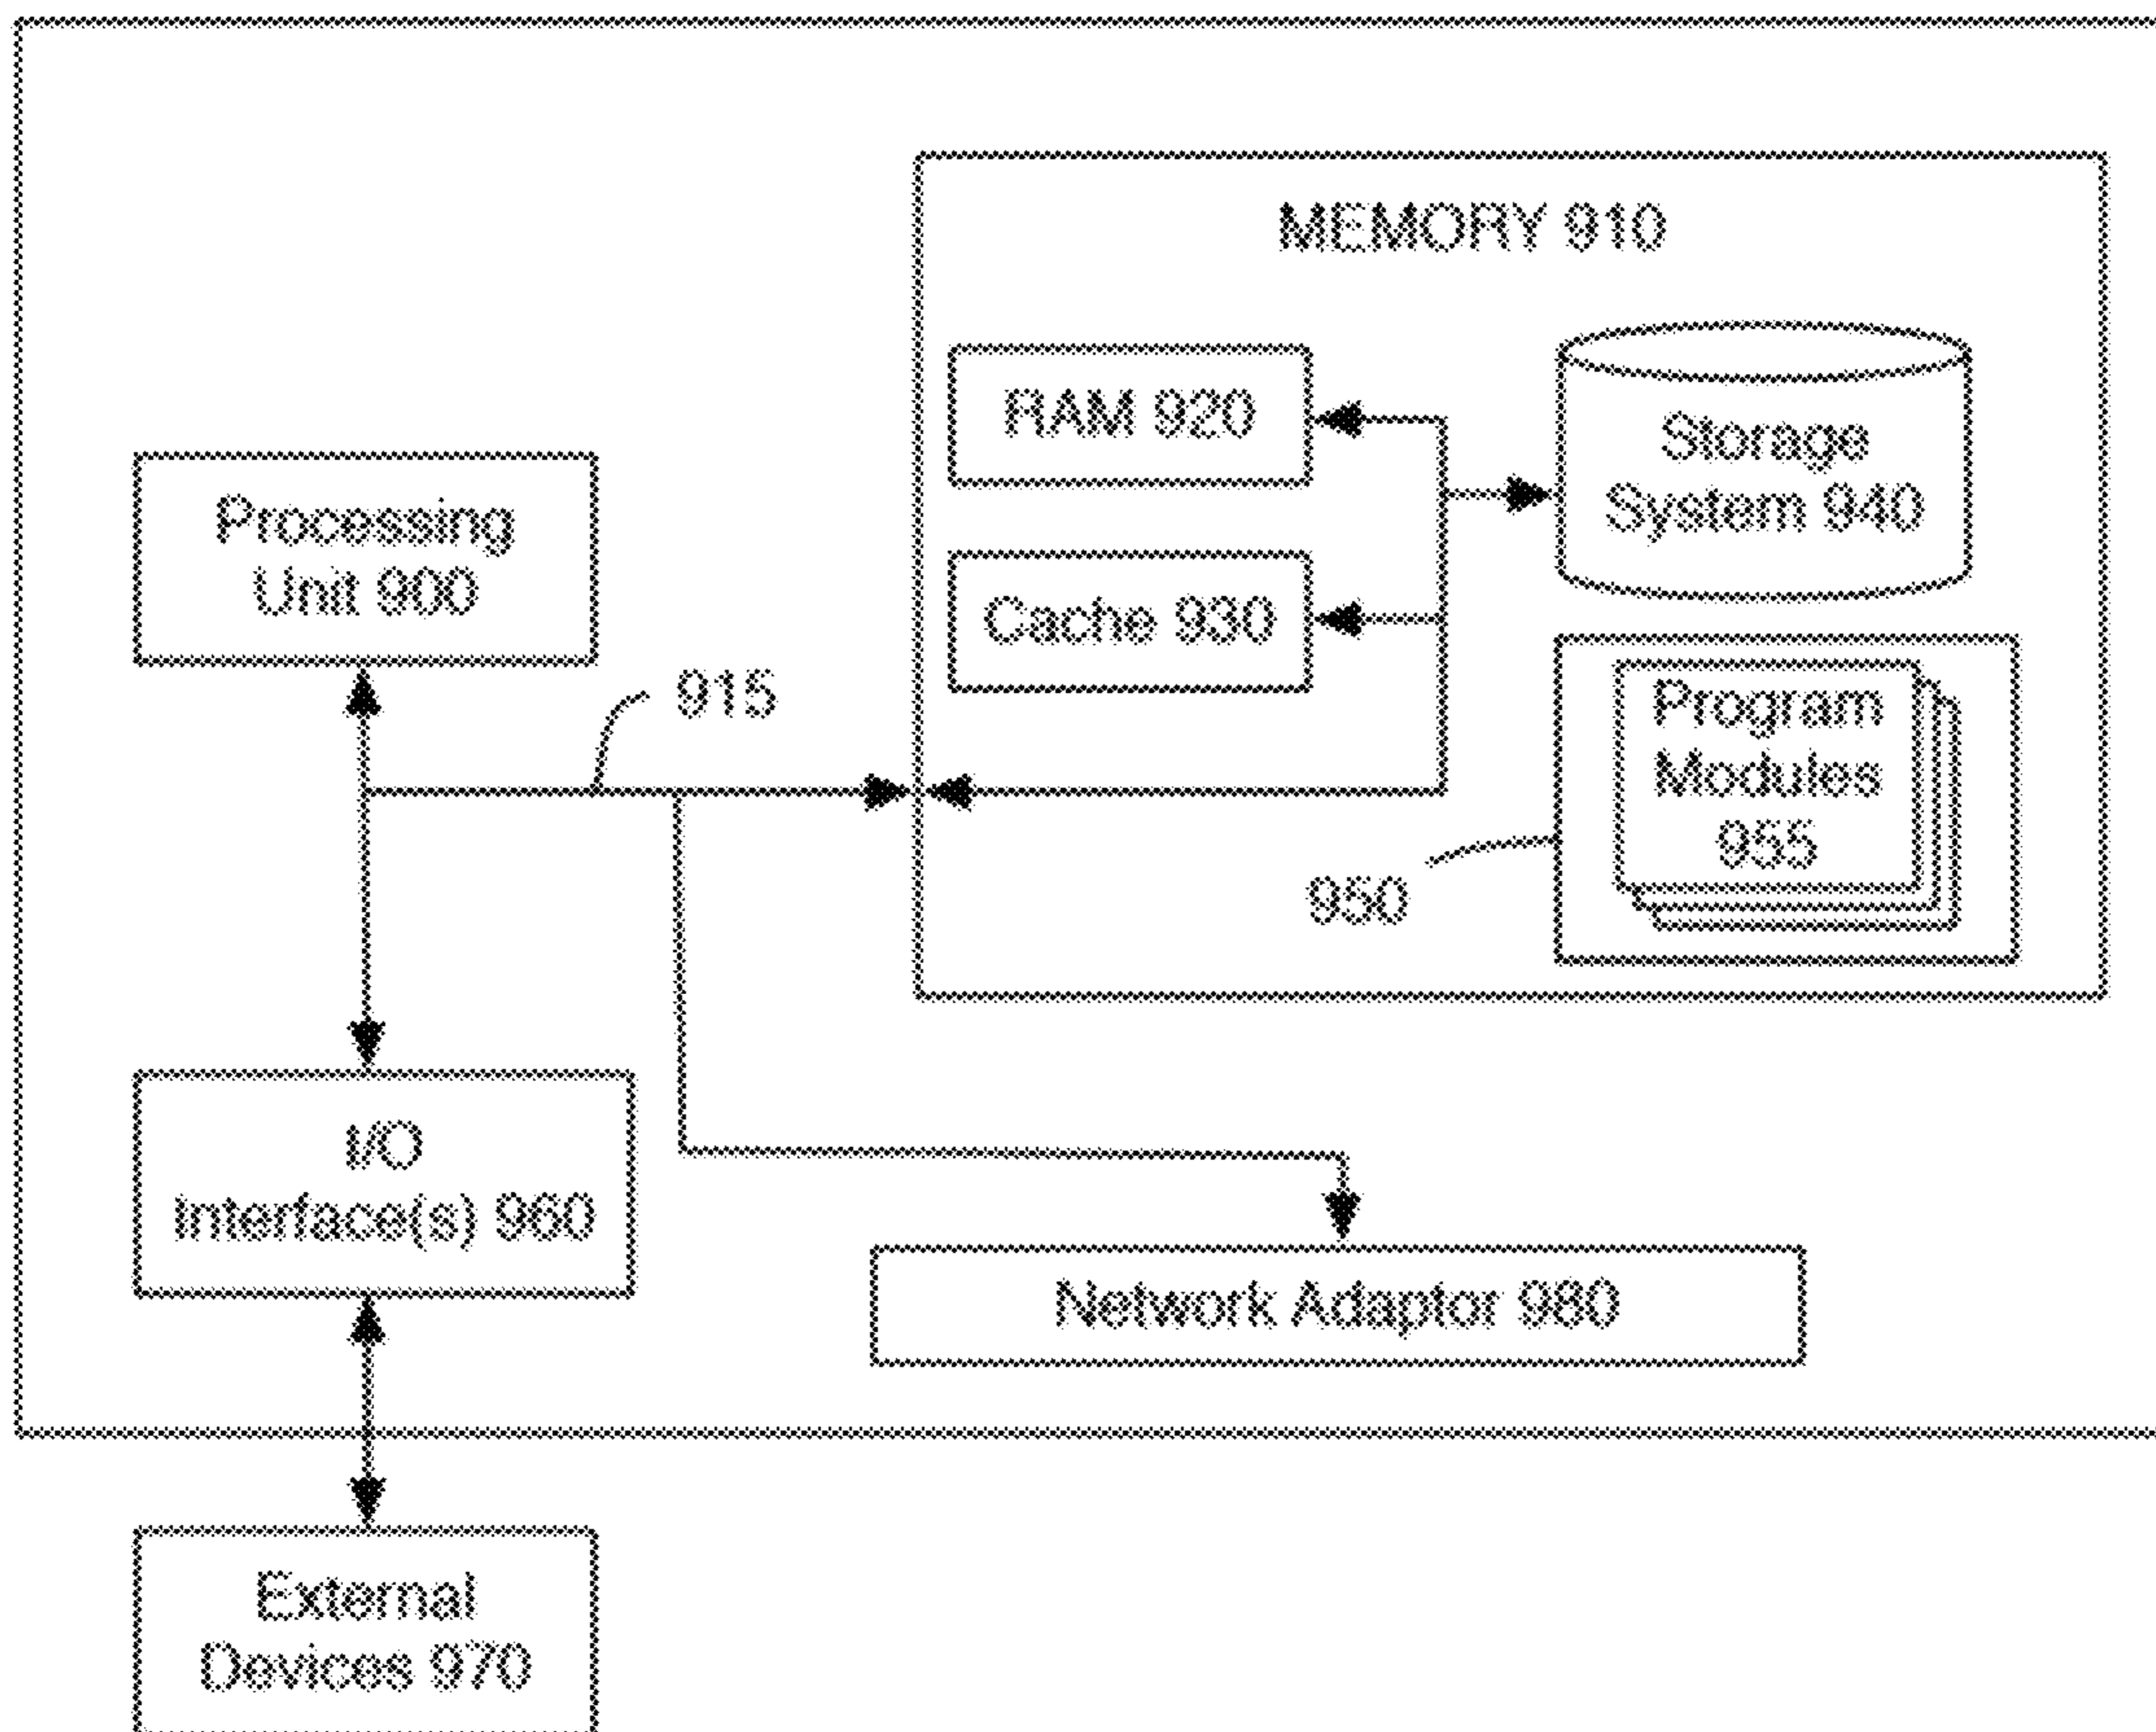 MEMORY 910
RAM 920
Storage
System 940
Processing
Unit 900
Cache 930
915
Program
Modules
955
950
I/O
interface(s) 960
Network Adaptor 980
External
Devices 970